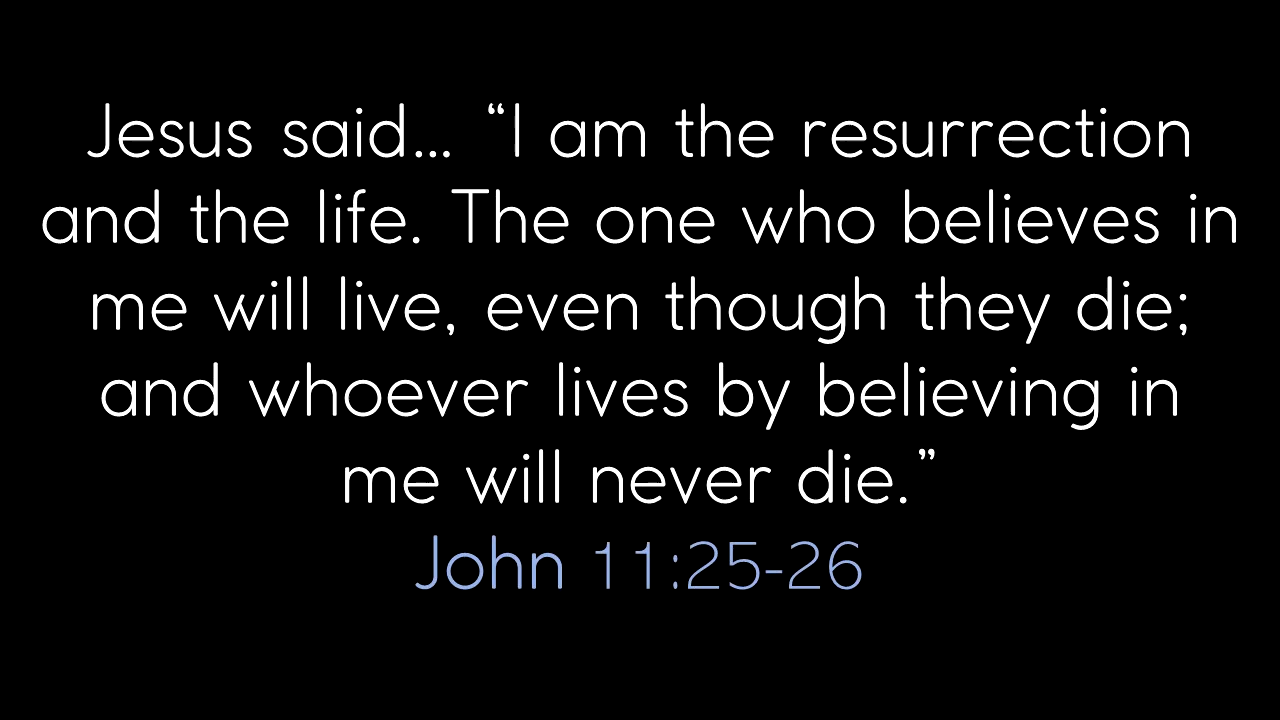 Jesus said... “I am the resurrection
and the life. The one who believes in
me will live, even though they die;
and whoever lives by believing in
me will never die.”
John 11:25-26